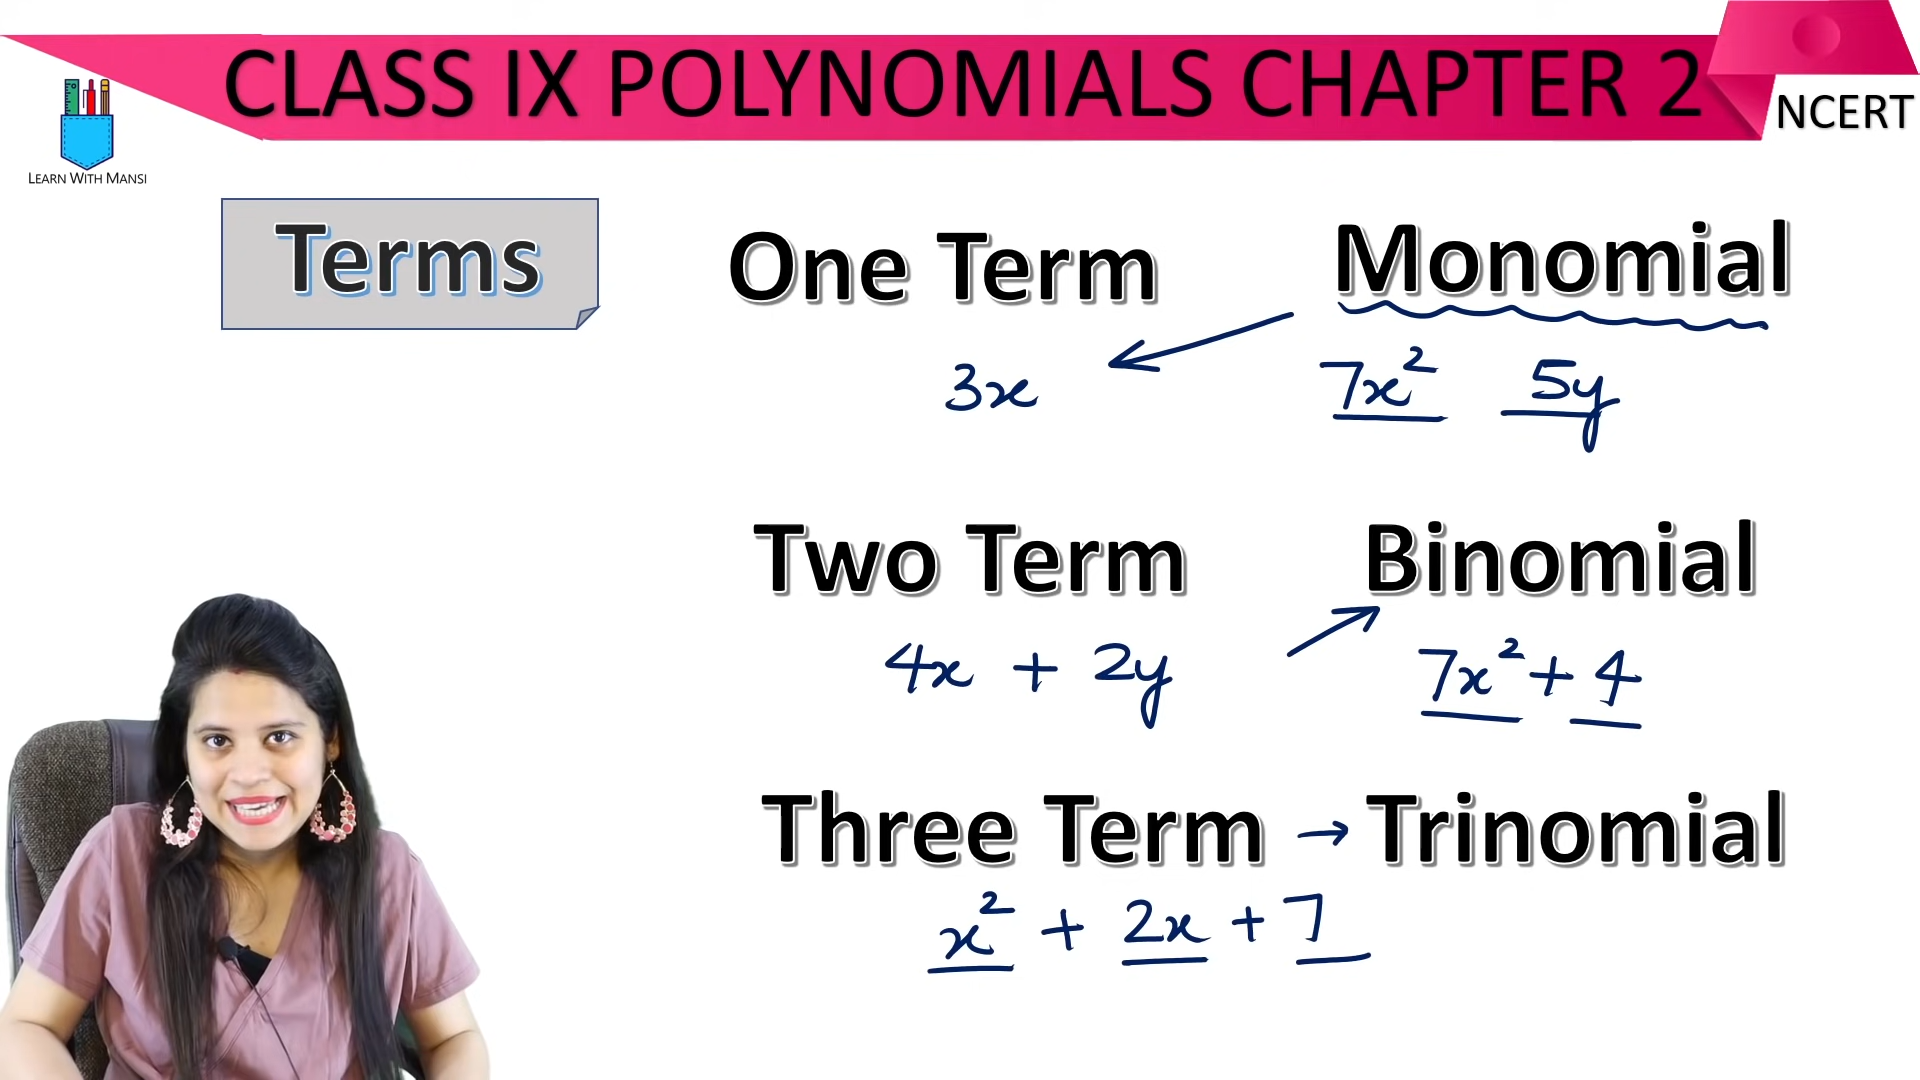 CLASS IX POLYNOMIALS CHAPTER 2
NCERT
LEARN WITH MANSI
Terms
One Term Monomial
3x 7x² 5y
Two Term Binomial
4x + 2y 7x² + 4
Three Term → Trinomial
x² + 2x + 7